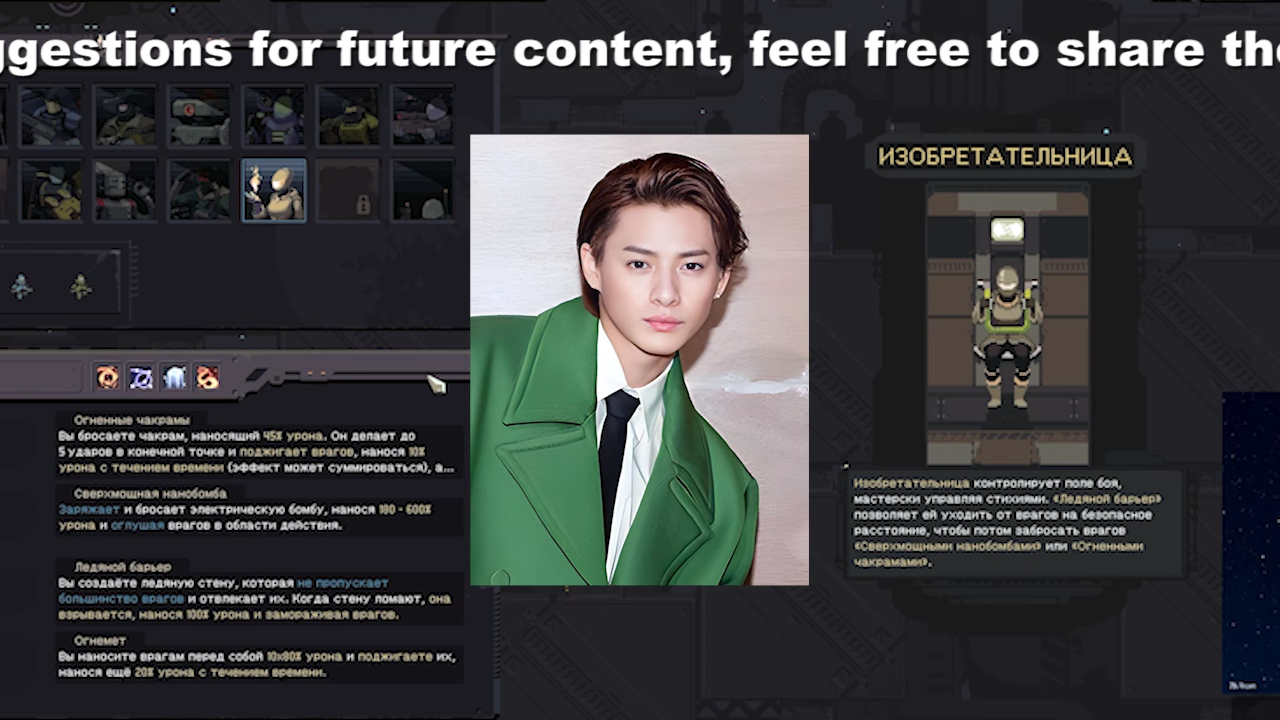 ggestions for future content, feel free to share the
ИЗОБРЕТАТЕЛЬНИЦА
Огненные чакрамы
Вы бросаете чакрам, наносящий 45% урона. Он делает до
5 ударов в конечной точке и поджигает врагов, нанося 10%
урона с течением времени (эффект может суммироваться), а...
Сверхмощная нанобомба
Заряжает и бросает электрическую бомбу, нанося 180 - 600%
урона и оглушая врагов в области действия.
Ледяной барьер
Вы создаёте ледяную стену, которая не пропускает
большинство врагов и отвлекает их. Когда стену ломают, она
взрывается, нанося 100% урона и замораживая врагов.
Огнемет
Вы наносите врагам перед собой 10x80% урона и поджигаете их,
нанося ещё 20% урона с течением времени.
Изобретательница контролирует поле боя,
мастерски управляя стихиями. «Ледяной барьер»
позволяет ей уходить от врагов на безопасное
расстояние, чтобы потом забросать врагов
«Сверхмощными нанобомбами» или «Огненными
чакрамами».